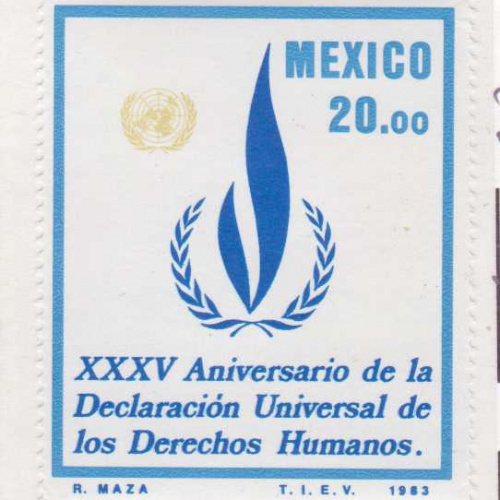 MEXICO
20.00
XXXV Aniversario de la
Declaración Universal de
los Derechos Humanos.
R. MAZA T. I. E. V. 1983